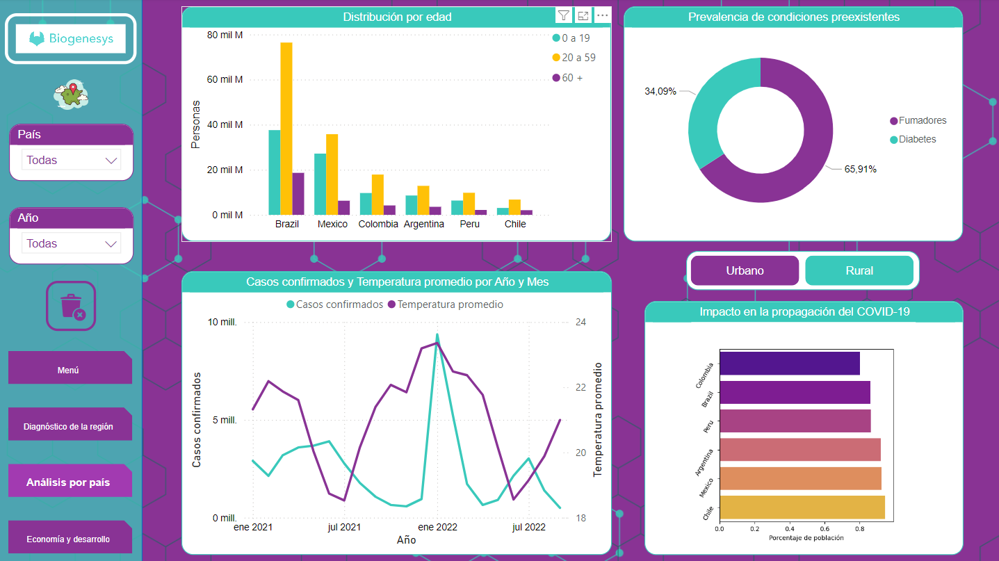 Biogenesys
País
Todas
Año
Todas
Menú
Diagnóstico de la región
Análisis por país
Economía y desarrollo
Distribución por edad
Personas
80 mil M
60 mil M
40 mil M
20 mil M
0 mil M
Brazil
Mexico
Colombia
Argentina
Peru
Chile
0 a 19
20 a 59
60 +
Prevalencia de condiciones preexistentes
34,09%
65,91%
Fumadores
Diabetes
Casos confirmados y Temperatura promedio por Año y Mes
Casos confirmados
Temperatura promedio
Casos confirmados
10 mill.
5 mill.
0 mill.
24
22
20
18
Temperatura promedio
ene 2021
jul 2021
ene 2022
jul 2022
Año
Urbano
Rural
Impacto en la propagación del COVID-19
Colombia
Brazil
Peru
Argentina
Mexico
Chile
0.0
0.2
0.4
0.6
0.8
Porcentaje de población